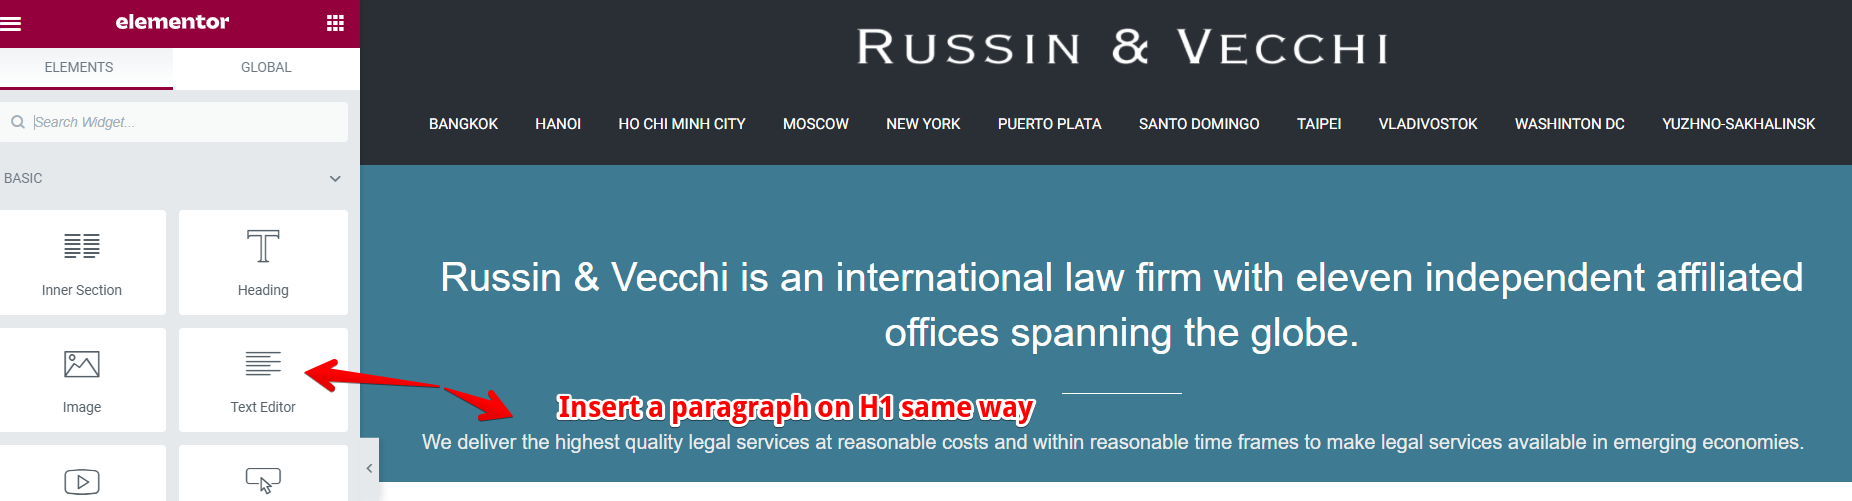 elementor
ELEMENTS GLOBAL
Search Widget...
BASIC
Inner Section Heading
Image Text Editor
RUSSIN & VECCHI
BANGKOK HANOI HO CHI MINH CITY MOSCOW NEW YORK PUERTO PLATA SANTO DOMINGO TAIPEI VLADIVOSTOK WASHINTON DC YUZHNO-SAKHALINSK
Russin & Vecchi is an international law firm with eleven independent affiliated
offices spanning the globe.
Insert a paragraph on H1 same way
We deliver the highest quality legal services at reasonable costs and within reasonable time frames to make legal services available in emerging economies.